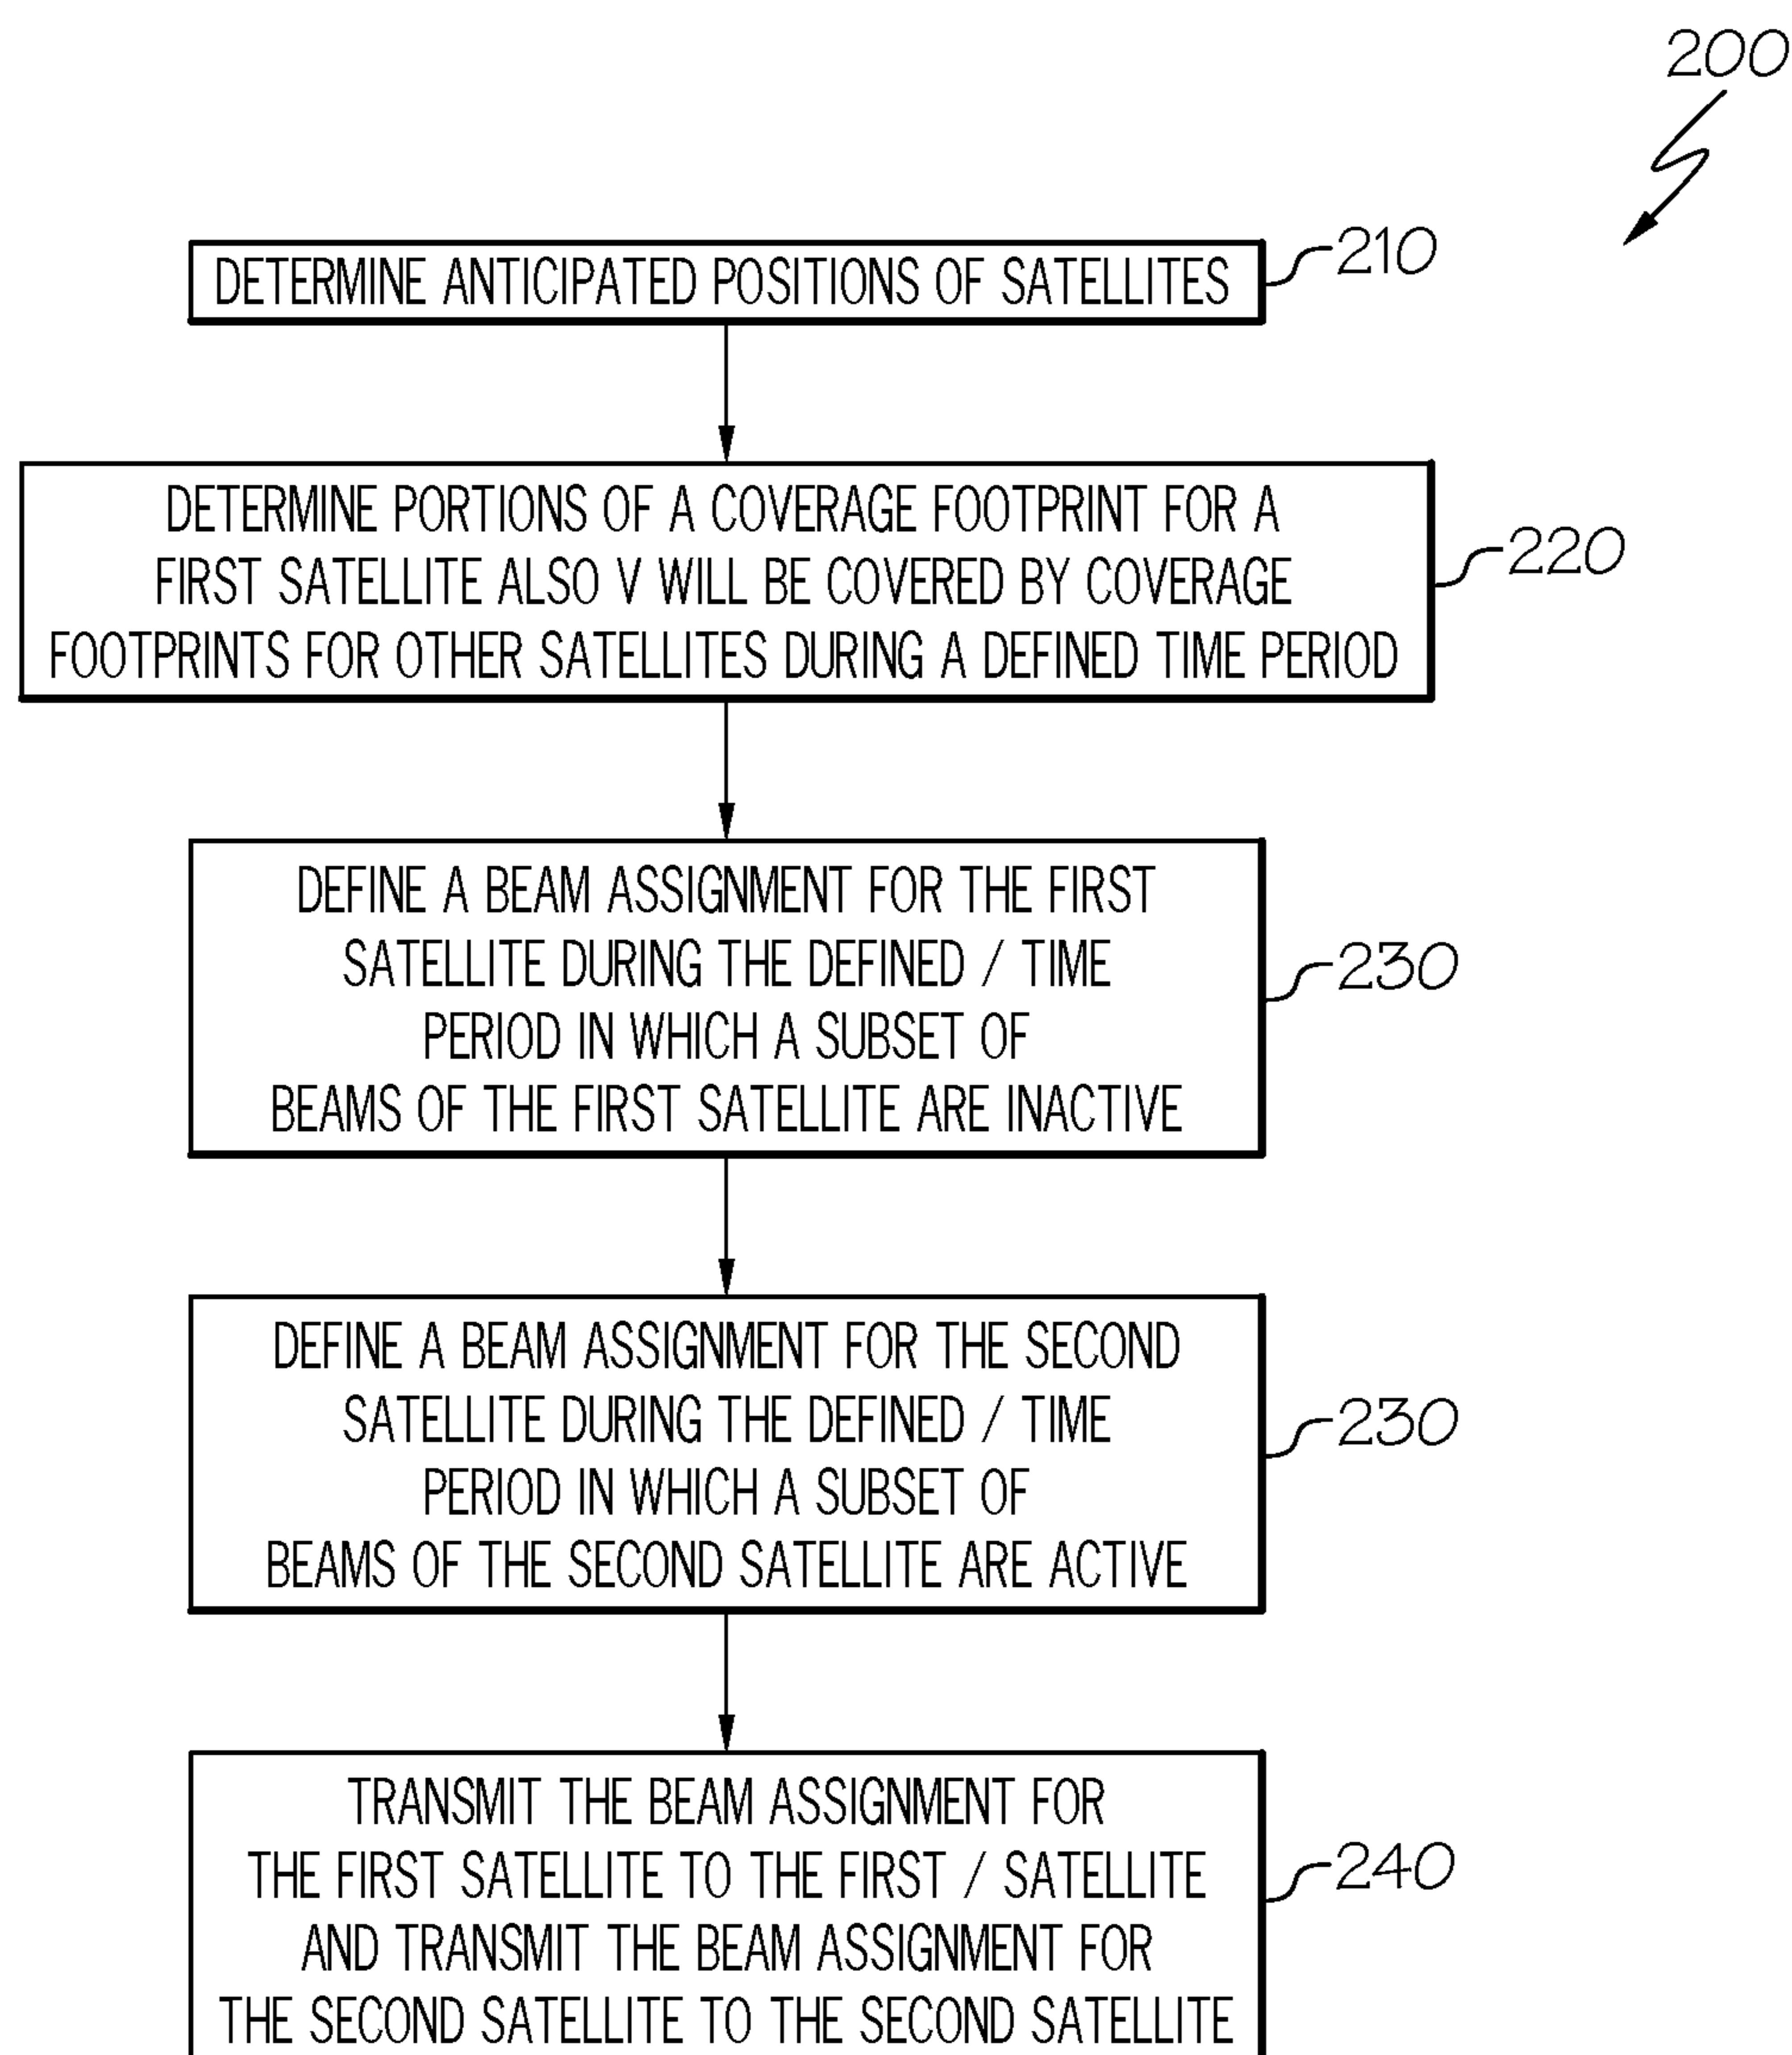 200
DETERMINE ANTICIPATED POSITIONS OF SATELLITES
210
DETERMINE PORTIONS OF A COVERAGE FOOTPRINT FOR A
FIRST SATELLITE ALSO V WILL BE COVERED BY COVERAGE
FOOTPRINTS FOR OTHER SATELLITES DURING A DEFINED TIME PERIOD
220
DEFINE A BEAM ASSIGNMENT FOR THE FIRST
SATELLITE DURING THE DEFINED / TIME
PERIOD IN WHICH A SUBSET OF
BEAMS OF THE FIRST SATELLITE ARE INACTIVE
230
DEFINE A BEAM ASSIGNMENT FOR THE SECOND
SATELLITE DURING THE DEFINED / TIME
PERIOD IN WHICH A SUBSET OF
BEAMS OF THE SECOND SATELLITE ARE ACTIVE
230
TRANSMIT THE BEAM ASSIGNMENT FOR
THE FIRST SATELLITE TO THE FIRST / SATELLITE
AND TRANSMIT THE BEAM ASSIGNMENT FOR
THE SECOND SATELLITE TO THE SECOND SATELLITE
240